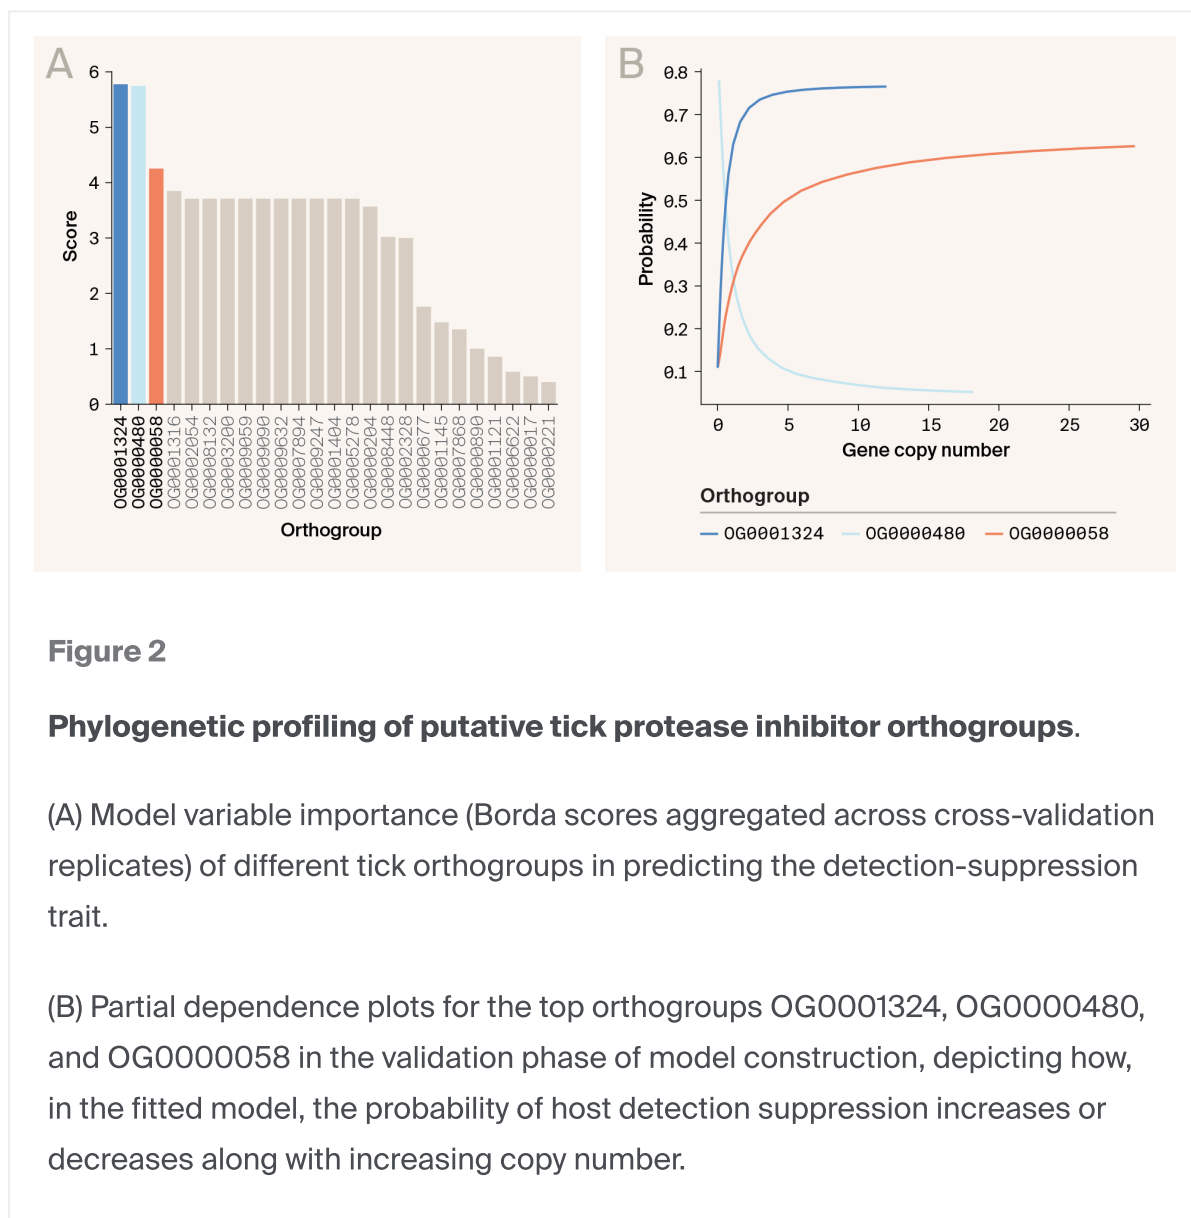 A
6
5
4
3
2
1
0
Score
OG0001324
OG0000480
OG0000058
OG0001316
OG0002054
OG0008132
OG0003200
OG0009059
OG0009090
OG0009632
OG0007894
OG0009247
OG0001404
OG0005278
OG0000204
OG0008448
OG0002328
OG0000677
OG0001145
OG0007868
OG0000890
OG0001121
OG0006622
OG0000017
OG0000221
Orthogroup
B
0.8
0.7
0.6
0.5
0.4
0.3
0.2
0.1
Probability
0 5 10 15 20 25 30
Gene copy number
Orthogroup
OG0001324 OG0000480 OG0000058
Figure 2
Phylogenetic profiling of putative tick protease inhibitor orthogroups.
(A) Model variable importance (Borda scores aggregated across cross-validation
replicates) of different tick orthogroups in predicting the detection-suppression
trait.
(B) Partial dependence plots for the top orthogroups OG0001324, OG0000480,
and OG0000058 in the validation phase of model construction, depicting how,
in the fitted model, the probability of host detection suppression increases or
decreases along with increasing copy number.